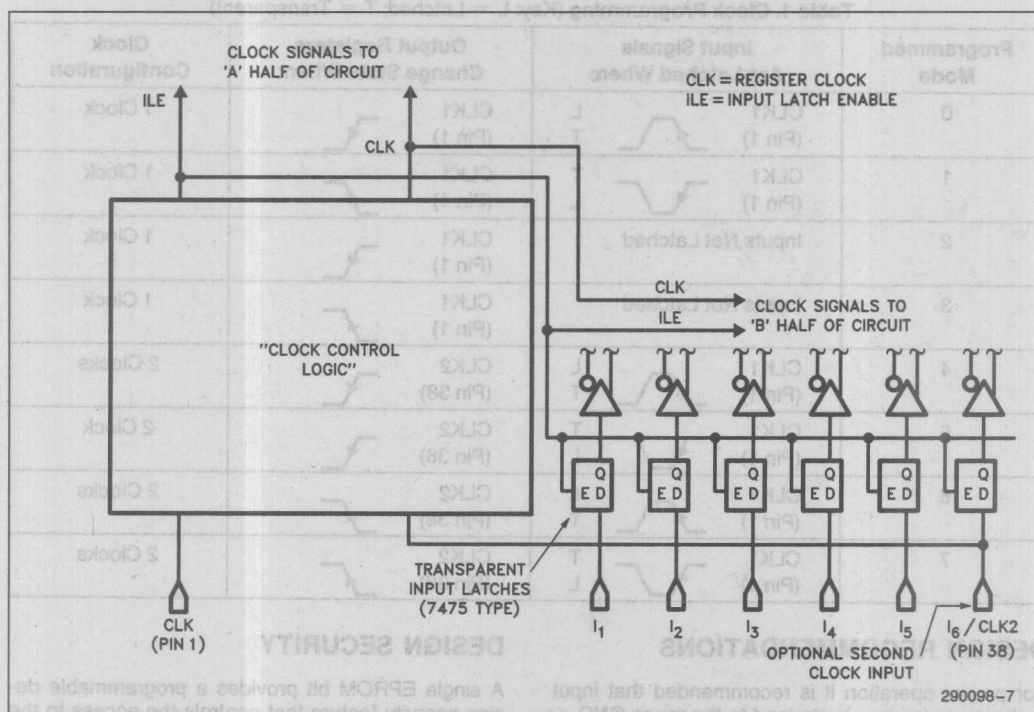 CLOCK SIGNALS TO
'A' HALF OF CIRCUIT
CLK = REGISTER CLOCK
ILE = INPUT LATCH ENABLE
ILE
CLK
CLK
ILE
CLOCK SIGNALS TO
'B' HALF OF CIRCUIT
"CLOCK CONTROL
LOGIC"
Q Q Q Q Q Q
E D E D E D E D E D E D
TRANSPARENT
INPUT LATCHES
(7475 TYPE)
CLK
(PIN 1)
I1 I2 I3 I4 I5 I6 / CLK2
(PIN 38)
OPTIONAL SECOND
CLOCK INPUT
290098-7